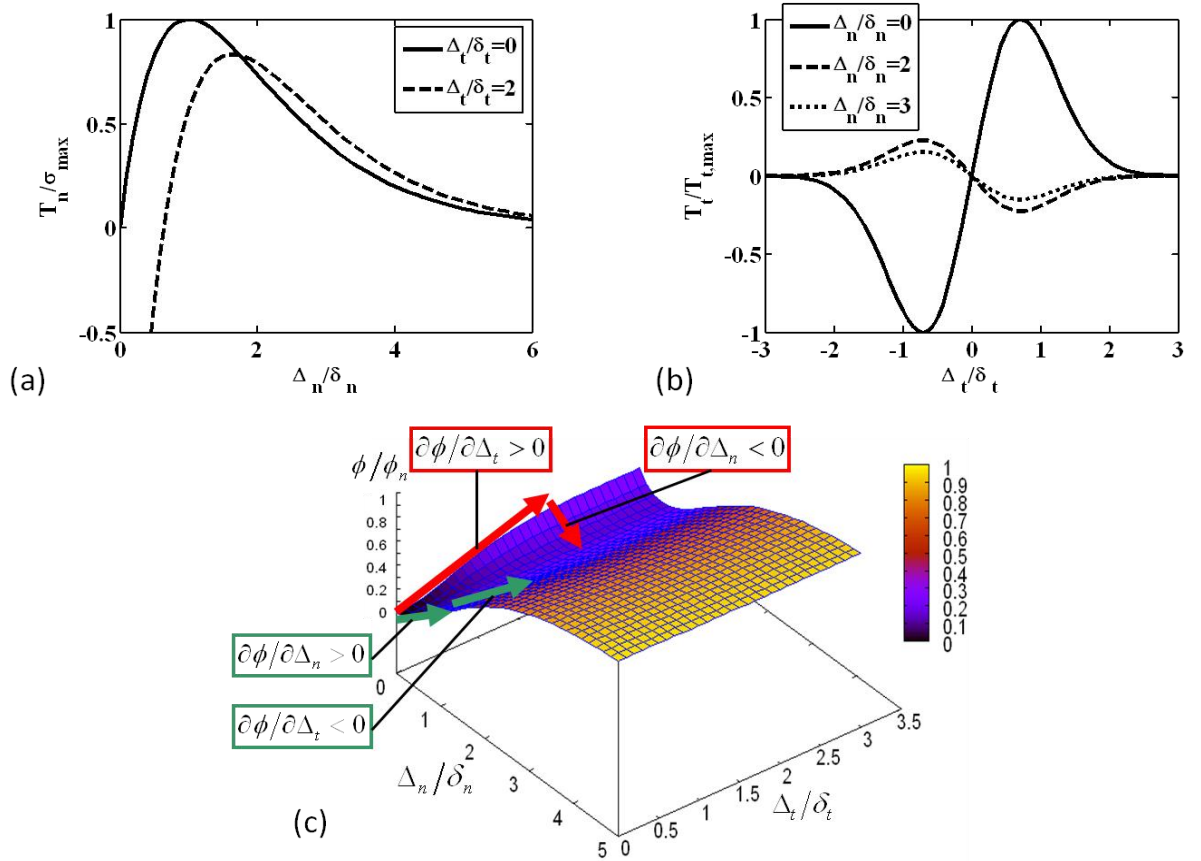 1
0.5
0
-0.5
0
2
4
6
T_n/σ_max
Δ_n/δ_n
Δ_t/δ_t=0
Δ_t/δ_t=2
(a)
1
0.5
0
-0.5
-1
-3
-2
-1
0
1
2
3
T_t/T_t,max
Δ_t/δ_t
Δ_n/δ_n=0
Δ_n/δ_n=2
Δ_n/δ_n=3
(b)
∂ϕ/∂Δ_t > 0
∂ϕ/∂Δ_n < 0
ϕ/ϕ_n
1
0.8
0.6
0.4
0.2
0
∂ϕ/∂Δ_n > 0
∂ϕ/∂Δ_t < 0
0
1
2
3
4
5
Δ_n/δ_n
0
0.5
1
1.5
2
2.5
3
3.5
Δ_t/δ_t
1
0.9
0.8
0.7
0.6
0.5
0.4
0.3
0.2
0.1
0
(c)